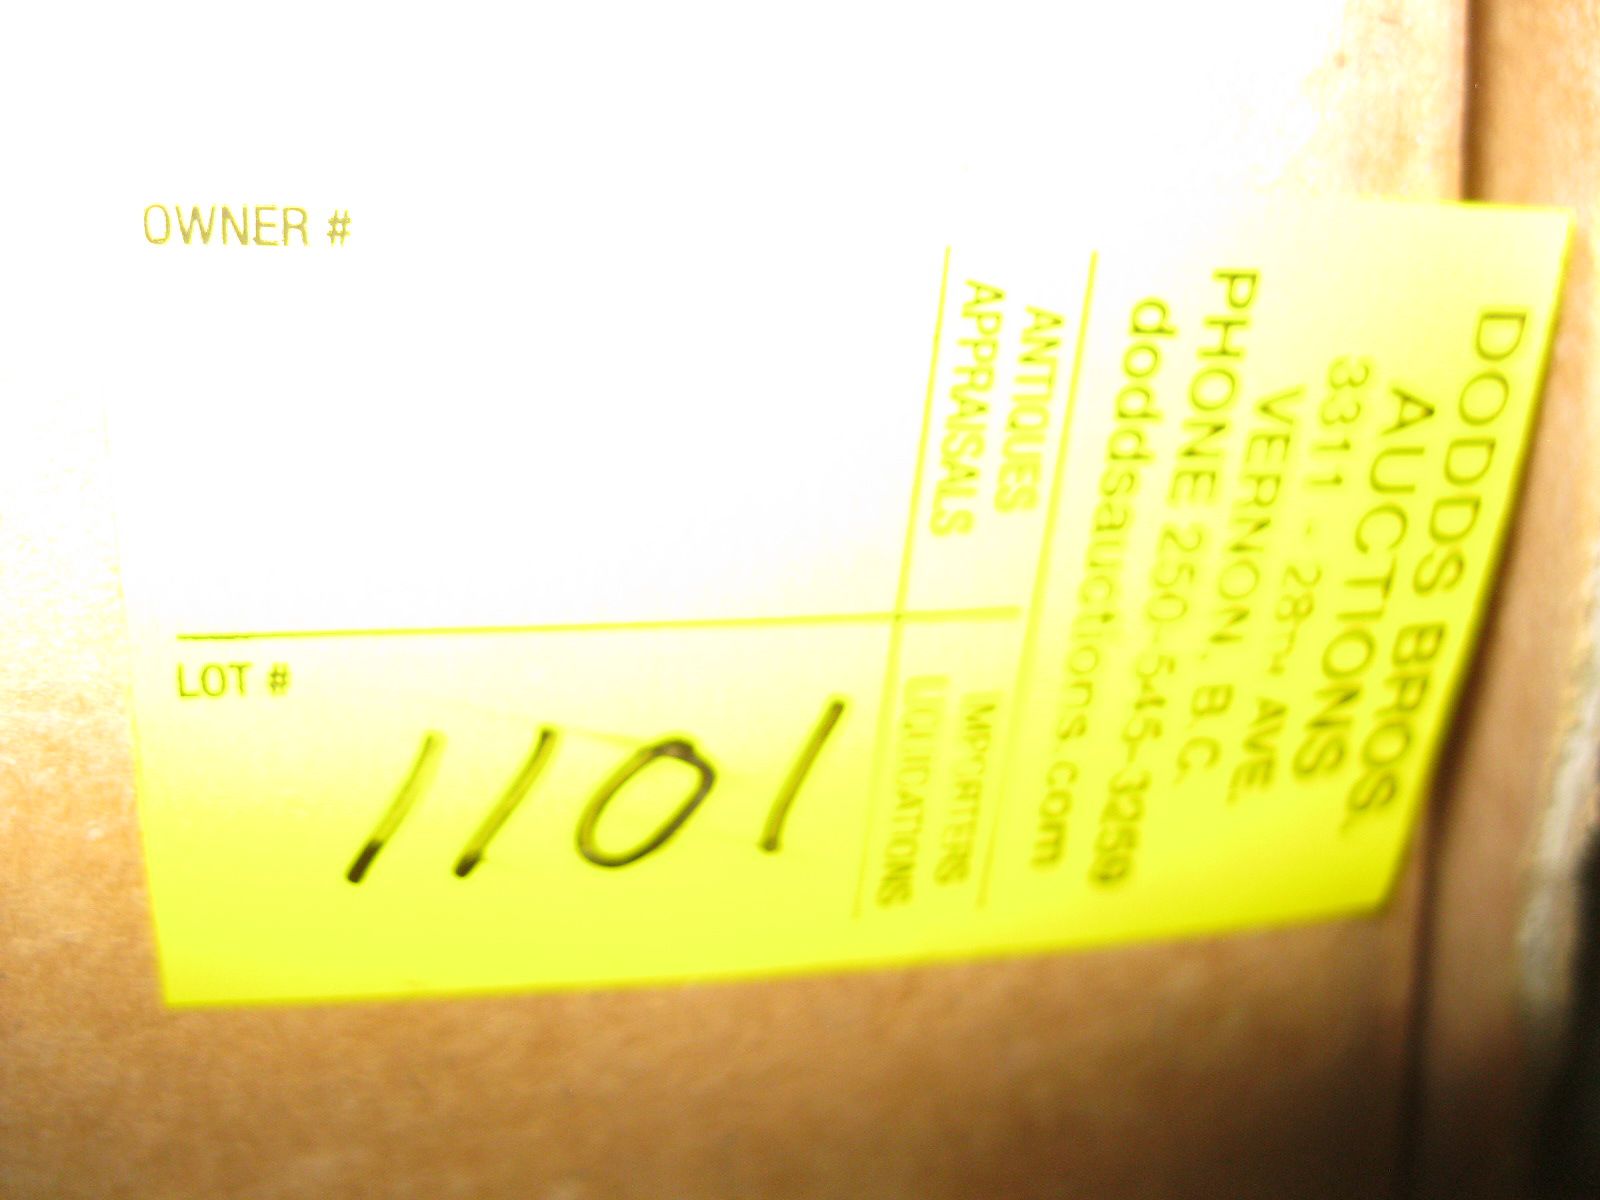 DODDS BROS.
AUCTIONS
3311 - 28TH AVE.
VERNON, B.C.
PHONE 250-545-3259
doddsauctions.com
ANTIQUES
APPRAISALS
IMPORTERS
LIQUIDATIONS
OWNER #
LOT #
1101